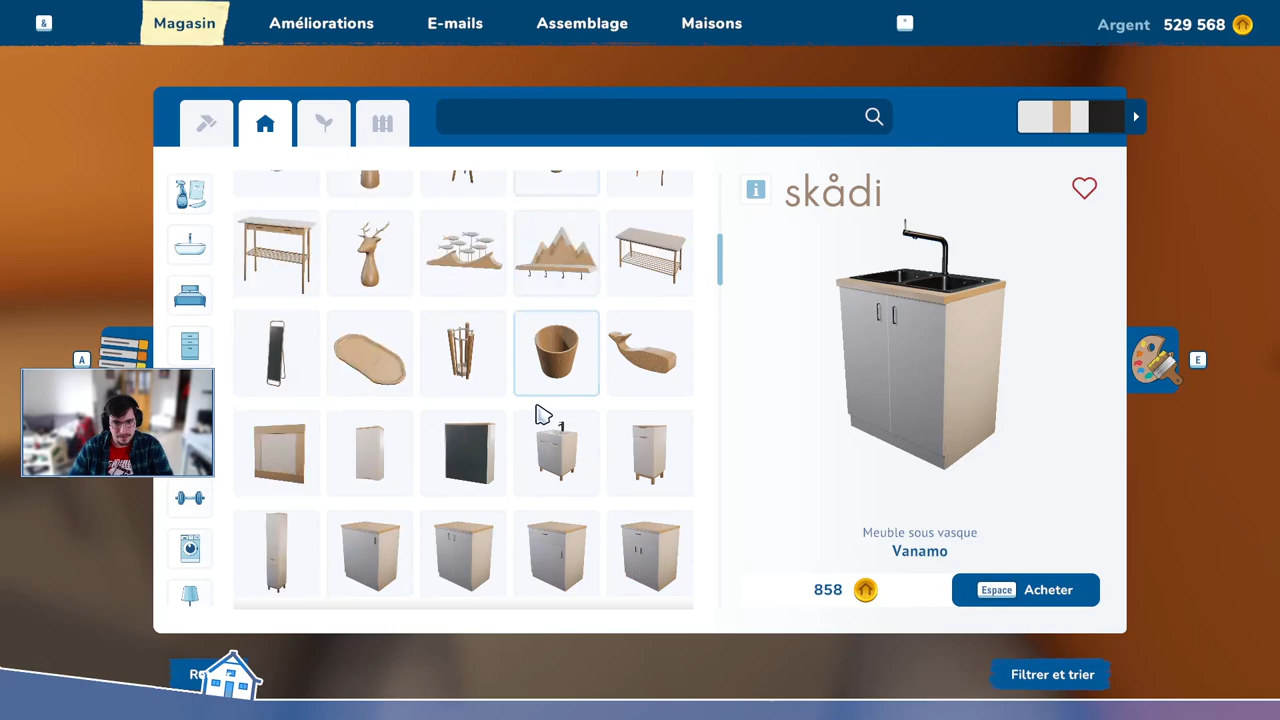 &
Magasin
Améliorations
E-mails
Assemblage
Maisons
"
Argent 529 568
skådi
A
E
Meuble sous vasque
Vanamo
858
Espace Acheter
Filtrer et trier